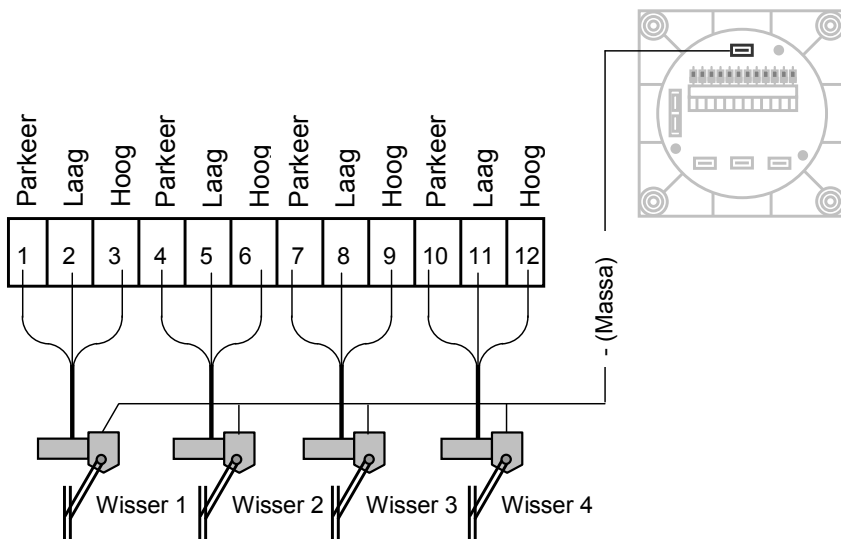 Parkeer Laag Hoog Parkeer Laag Hoog Parkeer Laag Hoog Parkeer Laag Hoog
1 2 3 4 5 6 7 8 9 10 11 12
- (Massa)
Wisser 1 Wisser 2 Wisser 3 Wisser 4